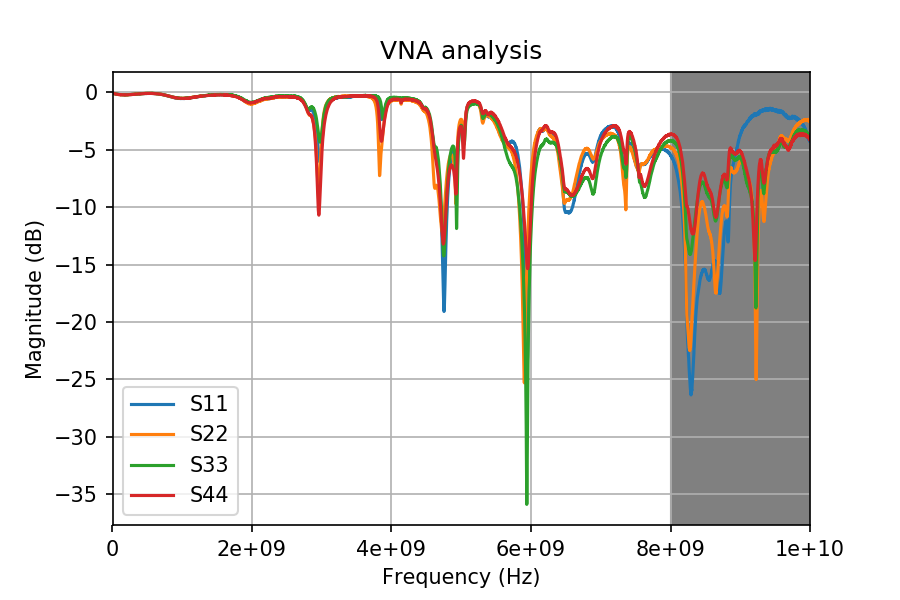 VNA analysis
Magnitude (dB)
0
−5
−10
−15
−20
−25
−30
−35
S11
S22
S33
S44
0 2e+09 4e+09 6e+09 8e+09 1e+10
Frequency (Hz)